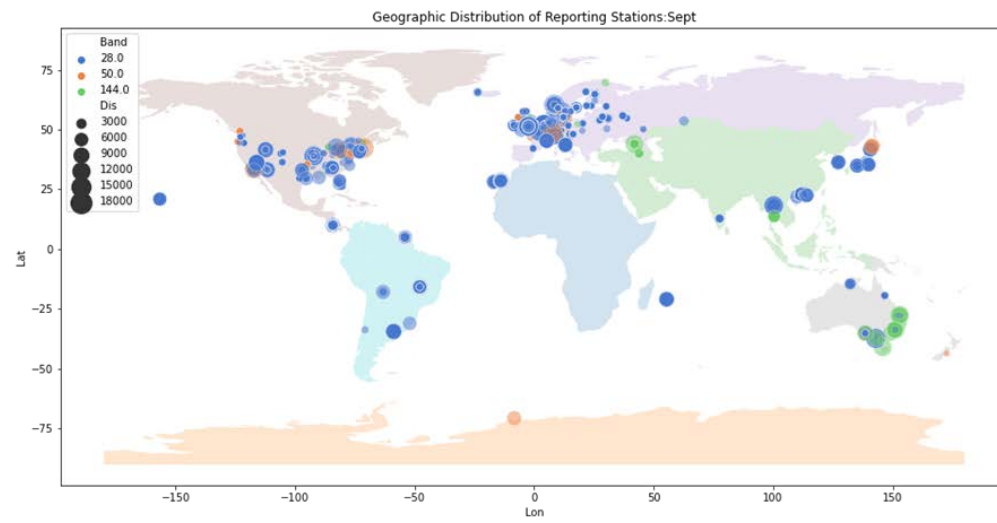 Geographic Distribution of Reporting Stations:Sept
Band
28.0
50.0
144.0
Dis
3000
6000
9000
12000
15000
18000
75
50
25
0
−25
−50
−75
Lat
−150 −100 −50 0 50 100 150
Lon